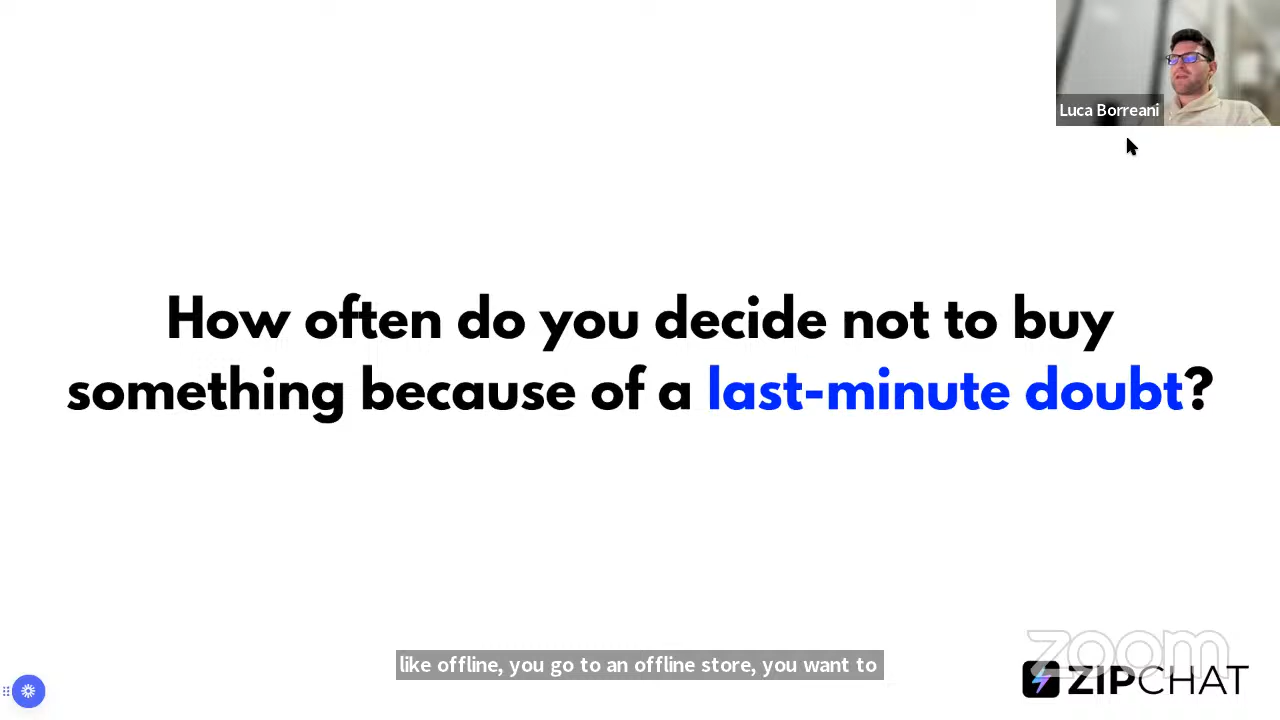 Luca Borreani
How often do you decide not to buy
something because of a last-minute doubt?
like offline, you go to an offline store, you want to
zoom
ZIPCHAT